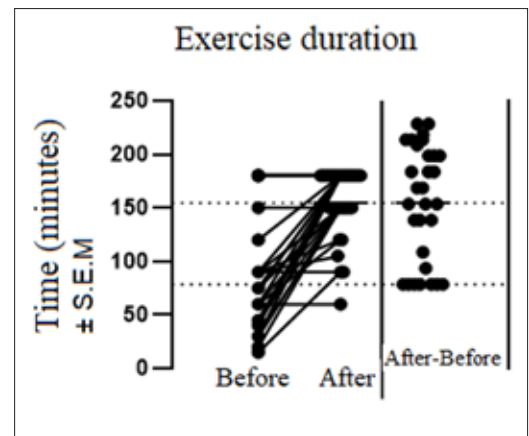 Exercise duration
Time (minutes)
± S.E.M
250
200
150
100
50
0
Before
After
After-Before